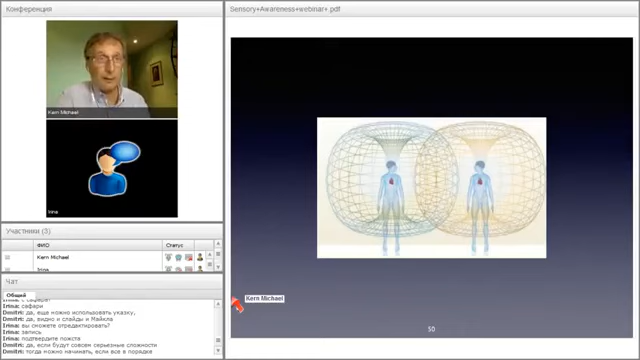 Конференция
Sensory+Awareness+webinar+.pdf
Kern Michael
Irina
Участники (3)
ФИО
Статус
Kern Michael
Irina
Чат
Общий
Irina: сафари
Dmitri: да, еще можно использовать указку,
Dmitri: видно и слайды и Майкла
Irina: вы сможете отредактировать?
Irina: запись
Irina: подтвердите пожста
Dmitri: да, если будут совсем серьезные сложности
Dmitri: тогда можно начинать, если все в порядке
Kern Michael
50